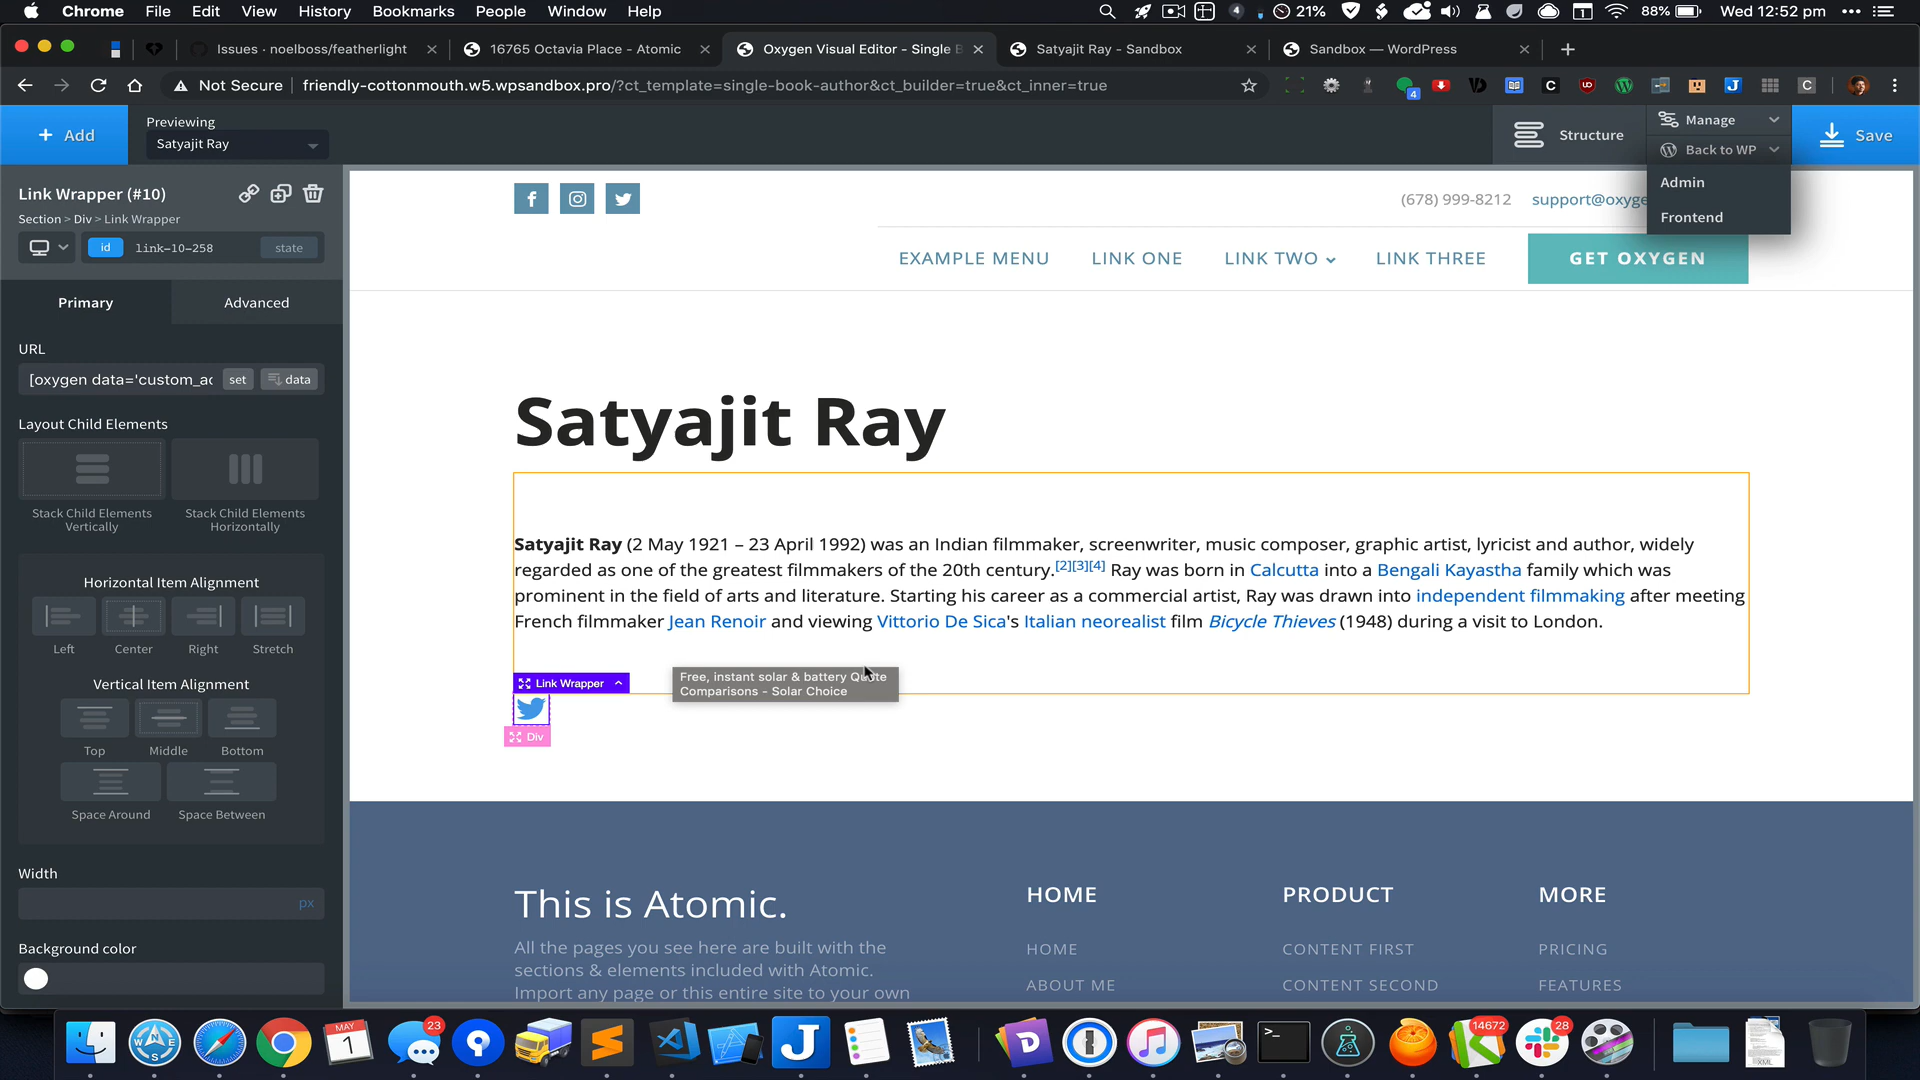 Chrome File Edit View History Bookmarks People Window Help
4 21% 1 88% Wed 12:52 pm
Issues · noelboss/featherlight
16765 Octavia Place – Atomic
Oxygen Visual Editor - Single B
Satyajit Ray – Sandbox
Sandbox — WordPress
Not Secure friendly-cottonmouth.w5.wpsandbox.pro/?ct_template=single-book-author&ct_builder=true&ct_inner=true
4 C UD J C
+ Add
Previewing
Satyajit Ray
Structure
Manage
Back to WP
Save
Admin
Frontend
Link Wrapper (#10)
Section > Div > Link Wrapper
id link-10-258 state
Primary Advanced
URL
[oxygen data='custom_ac set data
Layout Child Elements
Stack Child Elements Vertically
Stack Child Elements Horizontally
Horizontal Item Alignment
Left Center Right Stretch
Vertical Item Alignment
Top Middle Bottom
Space Around Space Between
Width
px
Background color
(678) 999-8212 support@oxyge
EXAMPLE MENU LINK ONE LINK TWO LINK THREE GET OXYGEN
Satyajit Ray
Satyajit Ray (2 May 1921 – 23 April 1992) was an Indian filmmaker, screenwriter, music composer, graphic artist, lyricist and author, widely
regarded as one of the greatest filmmakers of the 20th century.[2][3][4] Ray was born in Calcutta into a Bengali Kayastha family which was
prominent in the field of arts and literature. Starting his career as a commercial artist, Ray was drawn into independent filmmaking after meeting
French filmmaker Jean Renoir and viewing Vittorio De Sica's Italian neorealist film Bicycle Thieves (1948) during a visit to London.
Link Wrapper
Free, instant solar & battery Quote
Comparisons – Solar Choice
Div
This is Atomic.
All the pages you see here are built with the
sections & elements included with Atomic.
Import any page or this entire site to your own
HOME
HOME
ABOUT ME
PRODUCT
CONTENT FIRST
CONTENT SECOND
MORE
PRICING
FEATURES
MAY
1
23
J
14672
28
XML